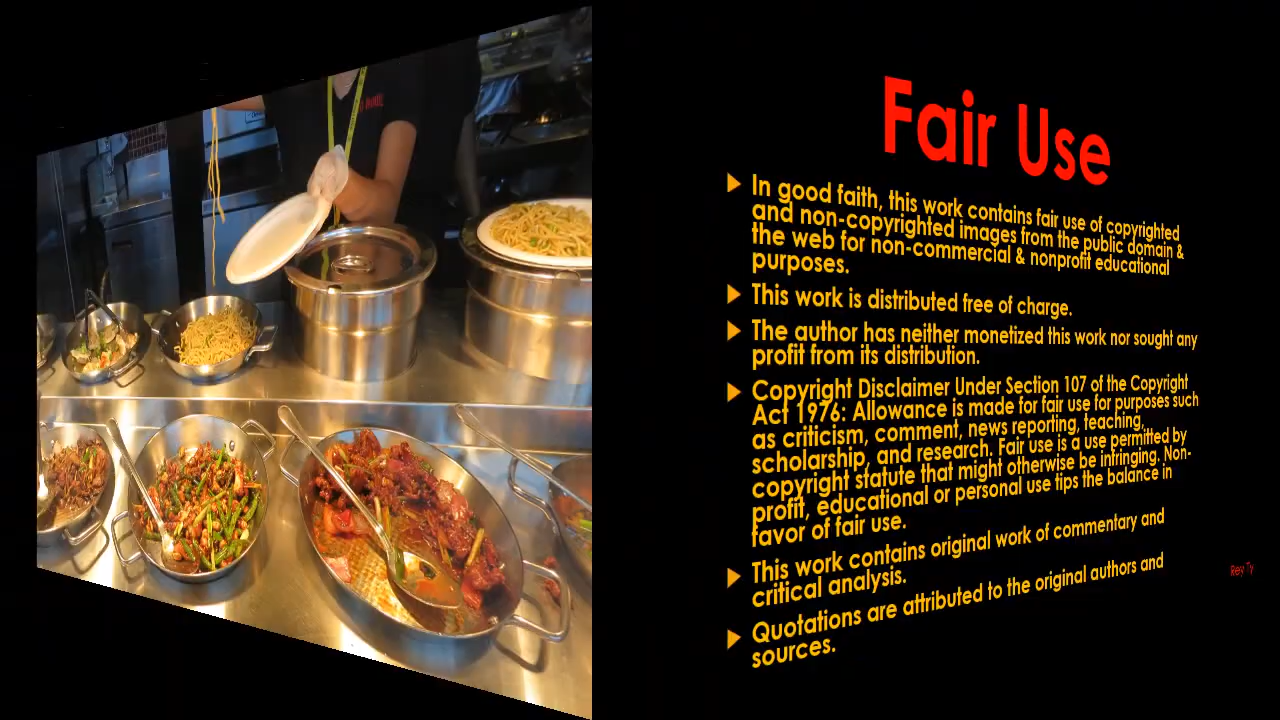 Fair Use
In good faith, this work contains fair use of copyrighted
and non-copyrighted images from the public domain &
the web for non-commercial & nonprofit educational
purposes.
This work is distributed free of charge.
The author has neither monetized this work nor sought any
profit from its distribution.
Copyright Disclaimer Under Section 107 of the Copyright
Act 1976: Allowance is made for fair use for purposes such
as criticism, comment, news reporting, teaching,
scholarship, and research. Fair use is a use permitted by
copyright statute that might otherwise be infringing. Non-
profit, educational or personal use tips the balance in
favor of fair use.
This work contains original work of commentary and
critical analysis.
Quotations are attributed to the original authors and
sources.
Rey Ty